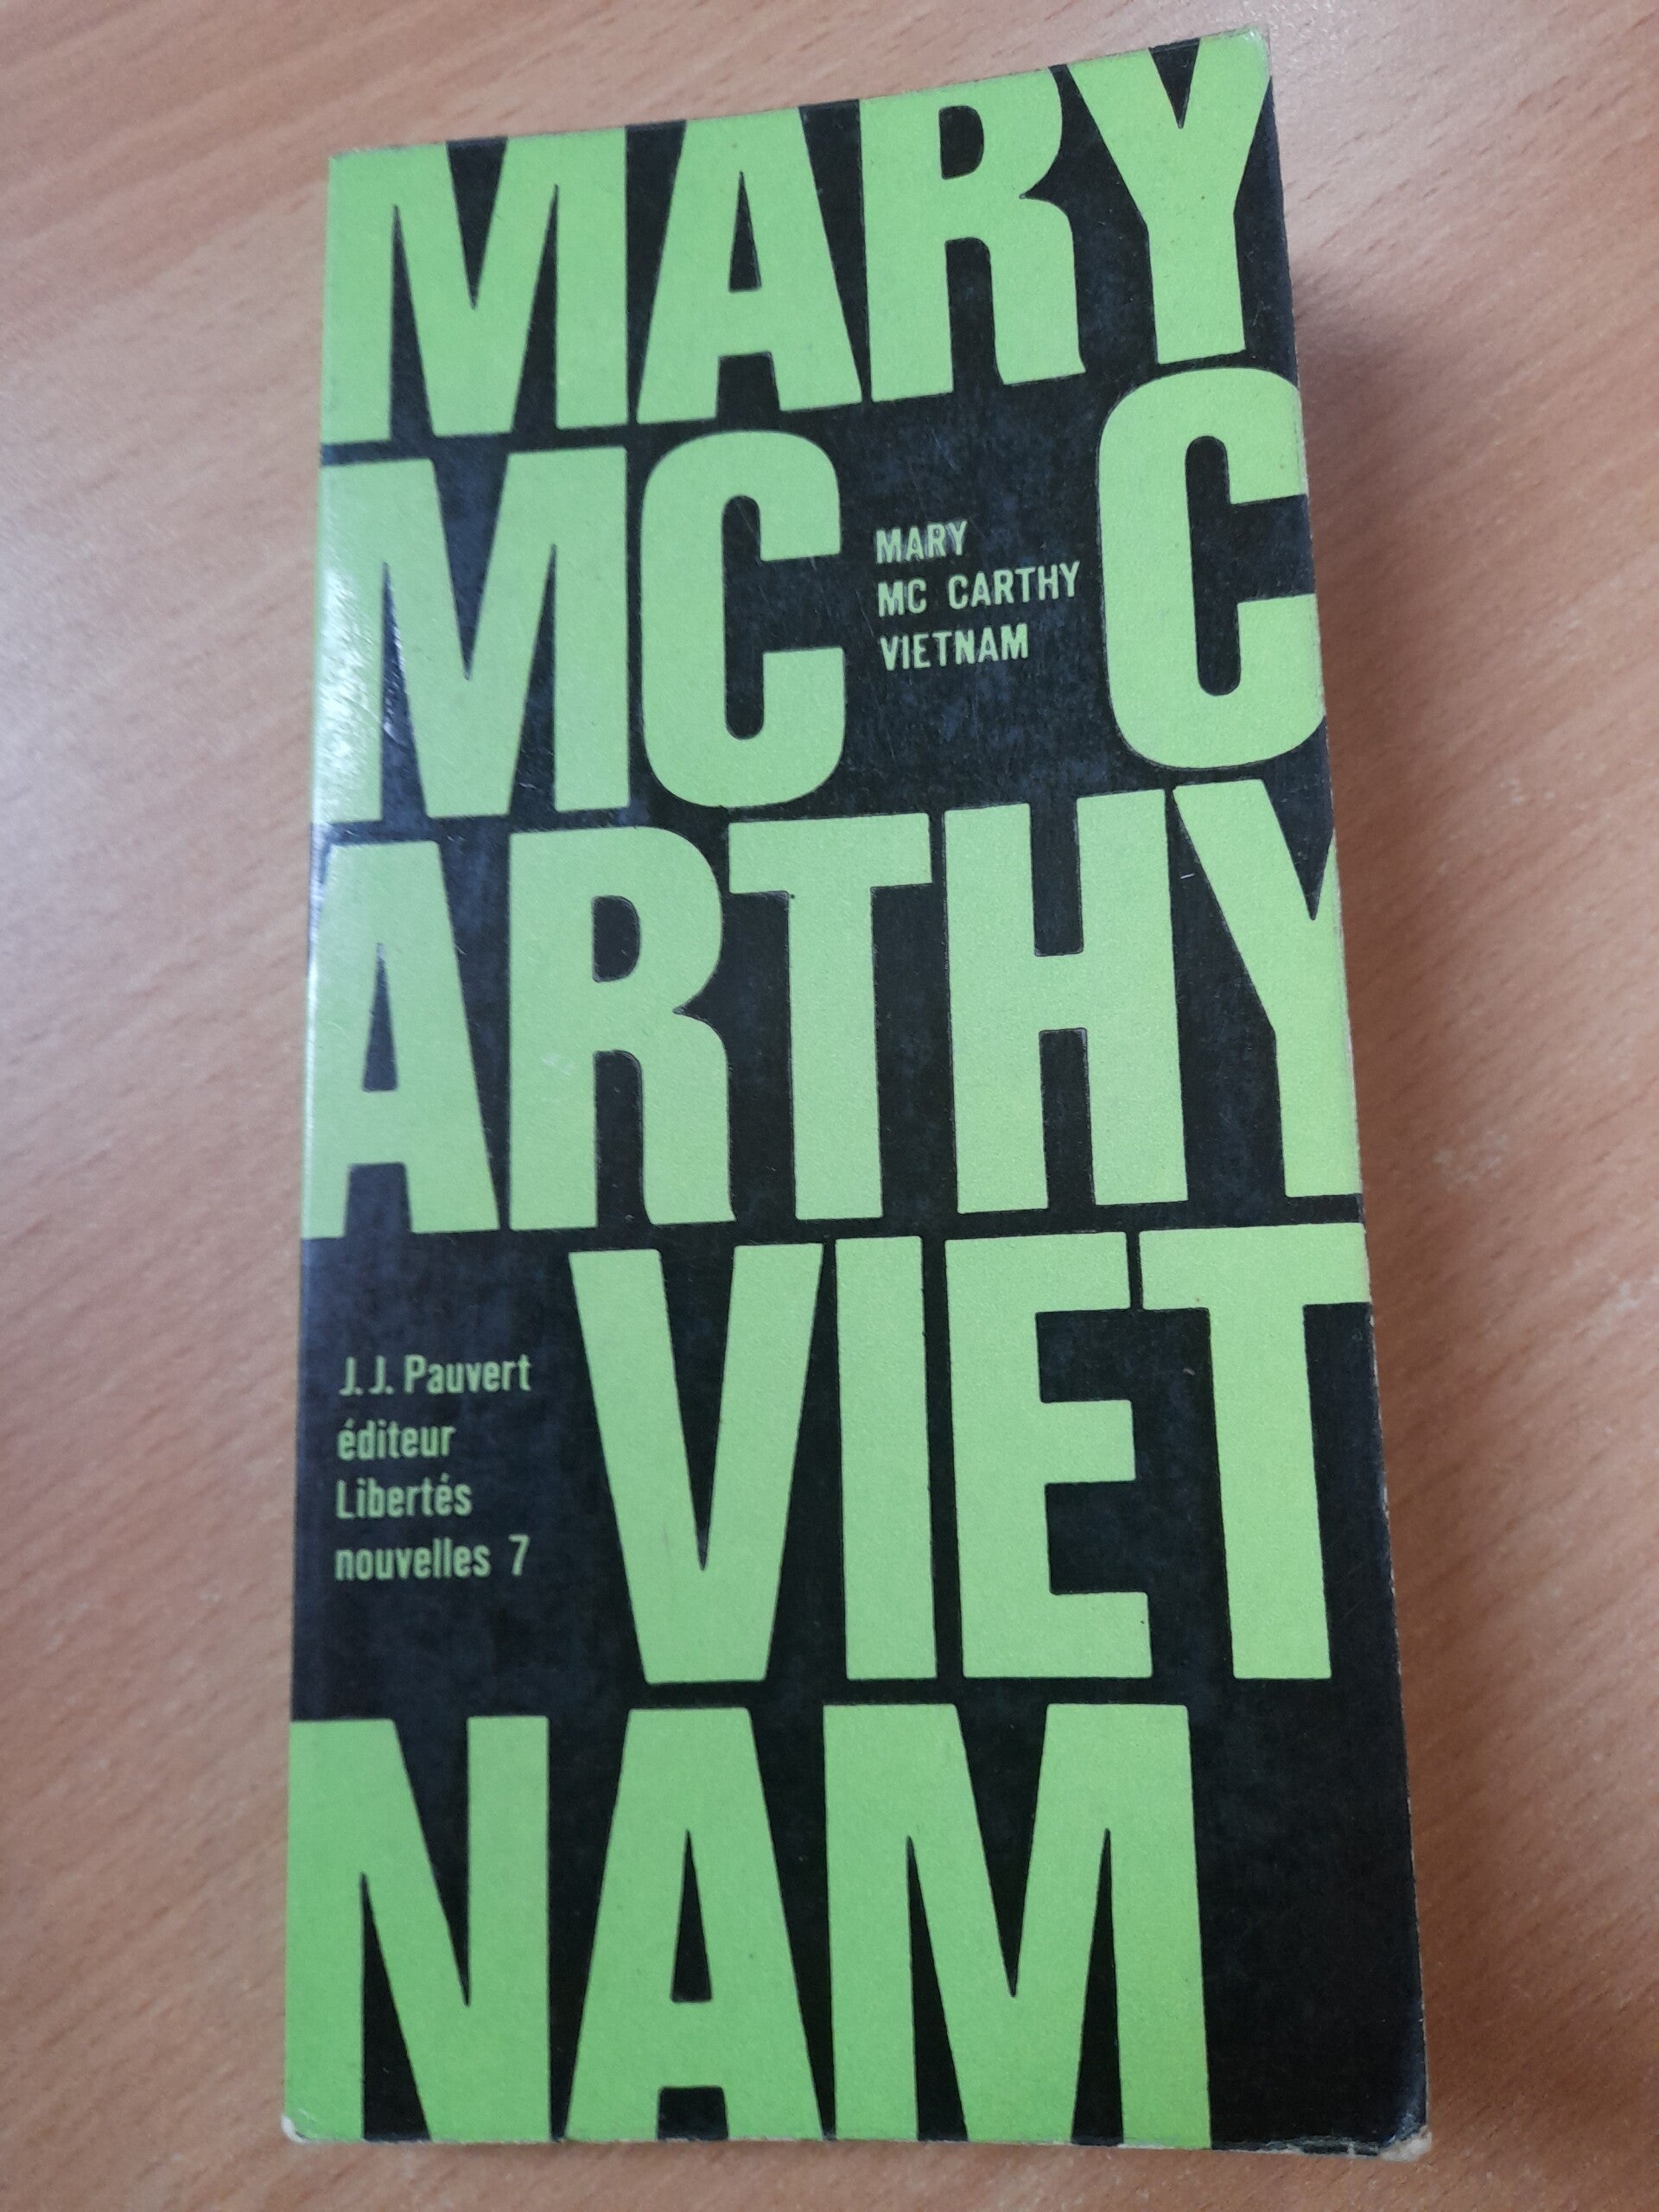 MARY
MC C
MARY
MC CARTHY
VIETNAM
ARTHY
VIET
J.J. Pauvert
éditeur
Libertés
nouvelles 7
NAM